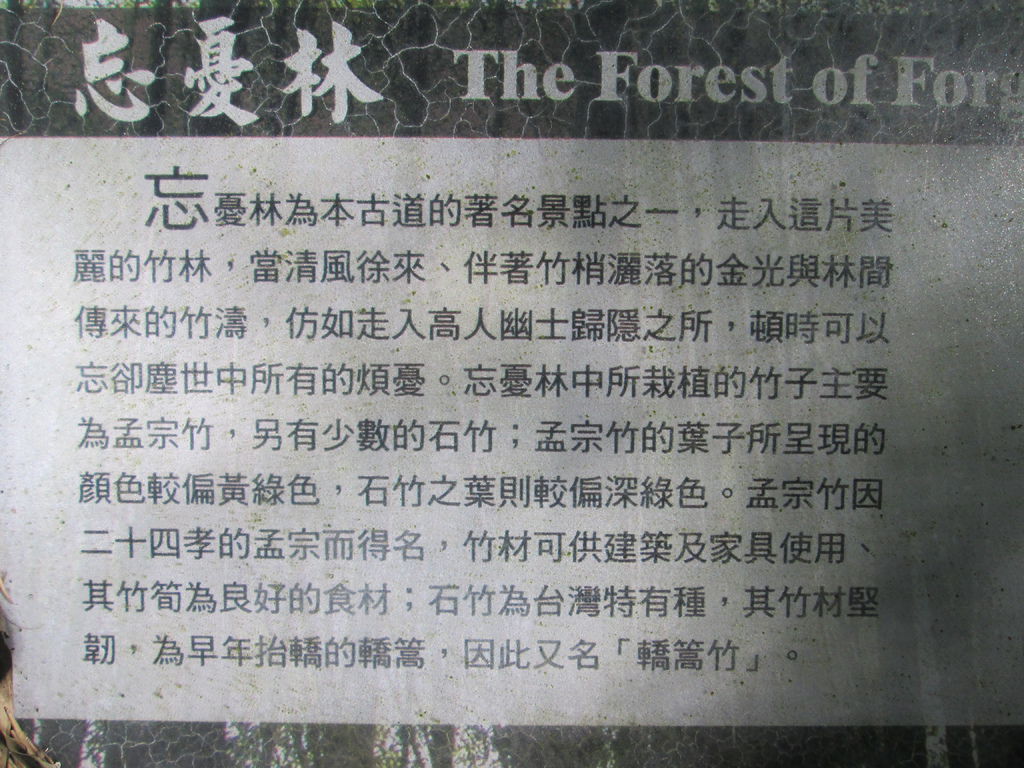 忘憂林 The Forest of Forg
忘憂林為本古道的著名景點之一，走入這片美
麗的竹林，當清風徐來、伴著竹梢灑落的金光與林間
傳來的竹濤，仿如走入高人幽士歸隱之所，頓時可以
忘卻塵世中所有的煩憂。忘憂林中所栽植的竹子主要
為孟宗竹，另有少數的石竹；孟宗竹的葉子所呈現的
顏色較偏黃綠色，石竹之葉則較偏深綠色。孟宗竹因
二十四孝的孟宗而得名，竹材可供建築及家具使用、
其竹筍為良好的食材；石竹為台灣特有種，其竹材堅
韌，為早年抬轎的轎篙，因此又名「轎篙竹」。